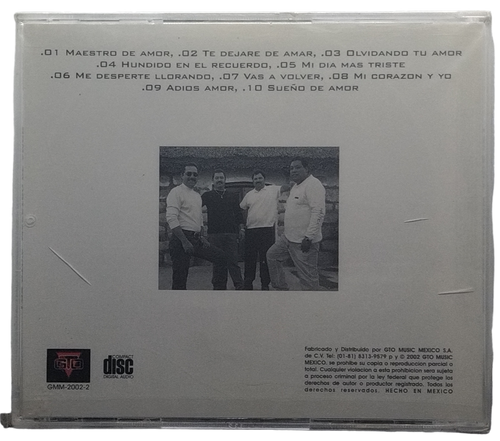 .01 Maestro de amor, .02 Te dejare de amar, .03 Olvidando tu amor
.04 Hundido en el recuerdo, .05 Mi dia mas triste
.06 Me desperte llorando, .07 Vas a volver, .08 Mi corazon y yo
.09 Adios amor, .10 Sueño de amor
GTO
GMM-2002-2
COMPACT
disc
DIGITAL AUDIO
Fabricado y Distribuido por GTO MUSIC MEXICO S.A.
de C.V. Tel: (01-81) 8313-9579 p y © 2002 GTO MUSIC
MEXICO, se prohibe su copia o reproduccion parcial o
total. Cualquier violacion a esta prohibicion sera sujeta
a proceso criminal por la ley federal que protege los
derechos de autor o productor registrado. Todos los
derechos reservados. HECHO EN MEXICO